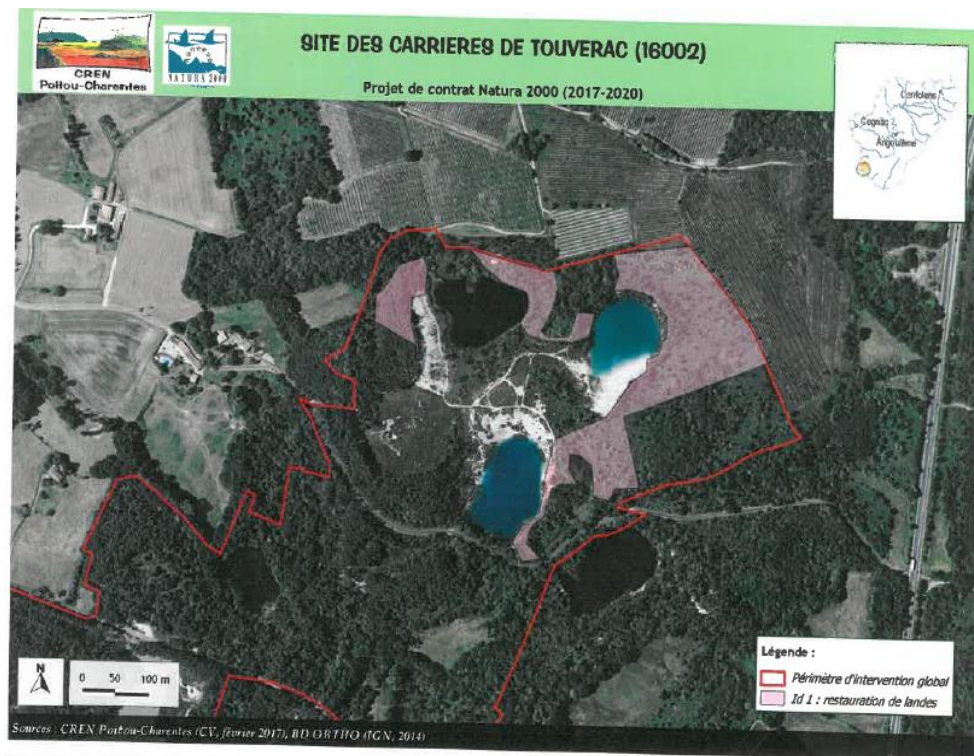 SITE DES CARRIERES DE TOUVERAC (16002)
Projet de contrat Natura 2000 (2017-2020)
CREN
Poitou-Charentes
NATURA 2000
Confolens
Cognac
Angoulême
N
0 50 100 m
Légende :
Périmètre d'intervention global
Id 1 : restauration de landes
Sources : CREN Poitou-Charentes (CV, février 2017), BD ORTHO (IGN, 2014)